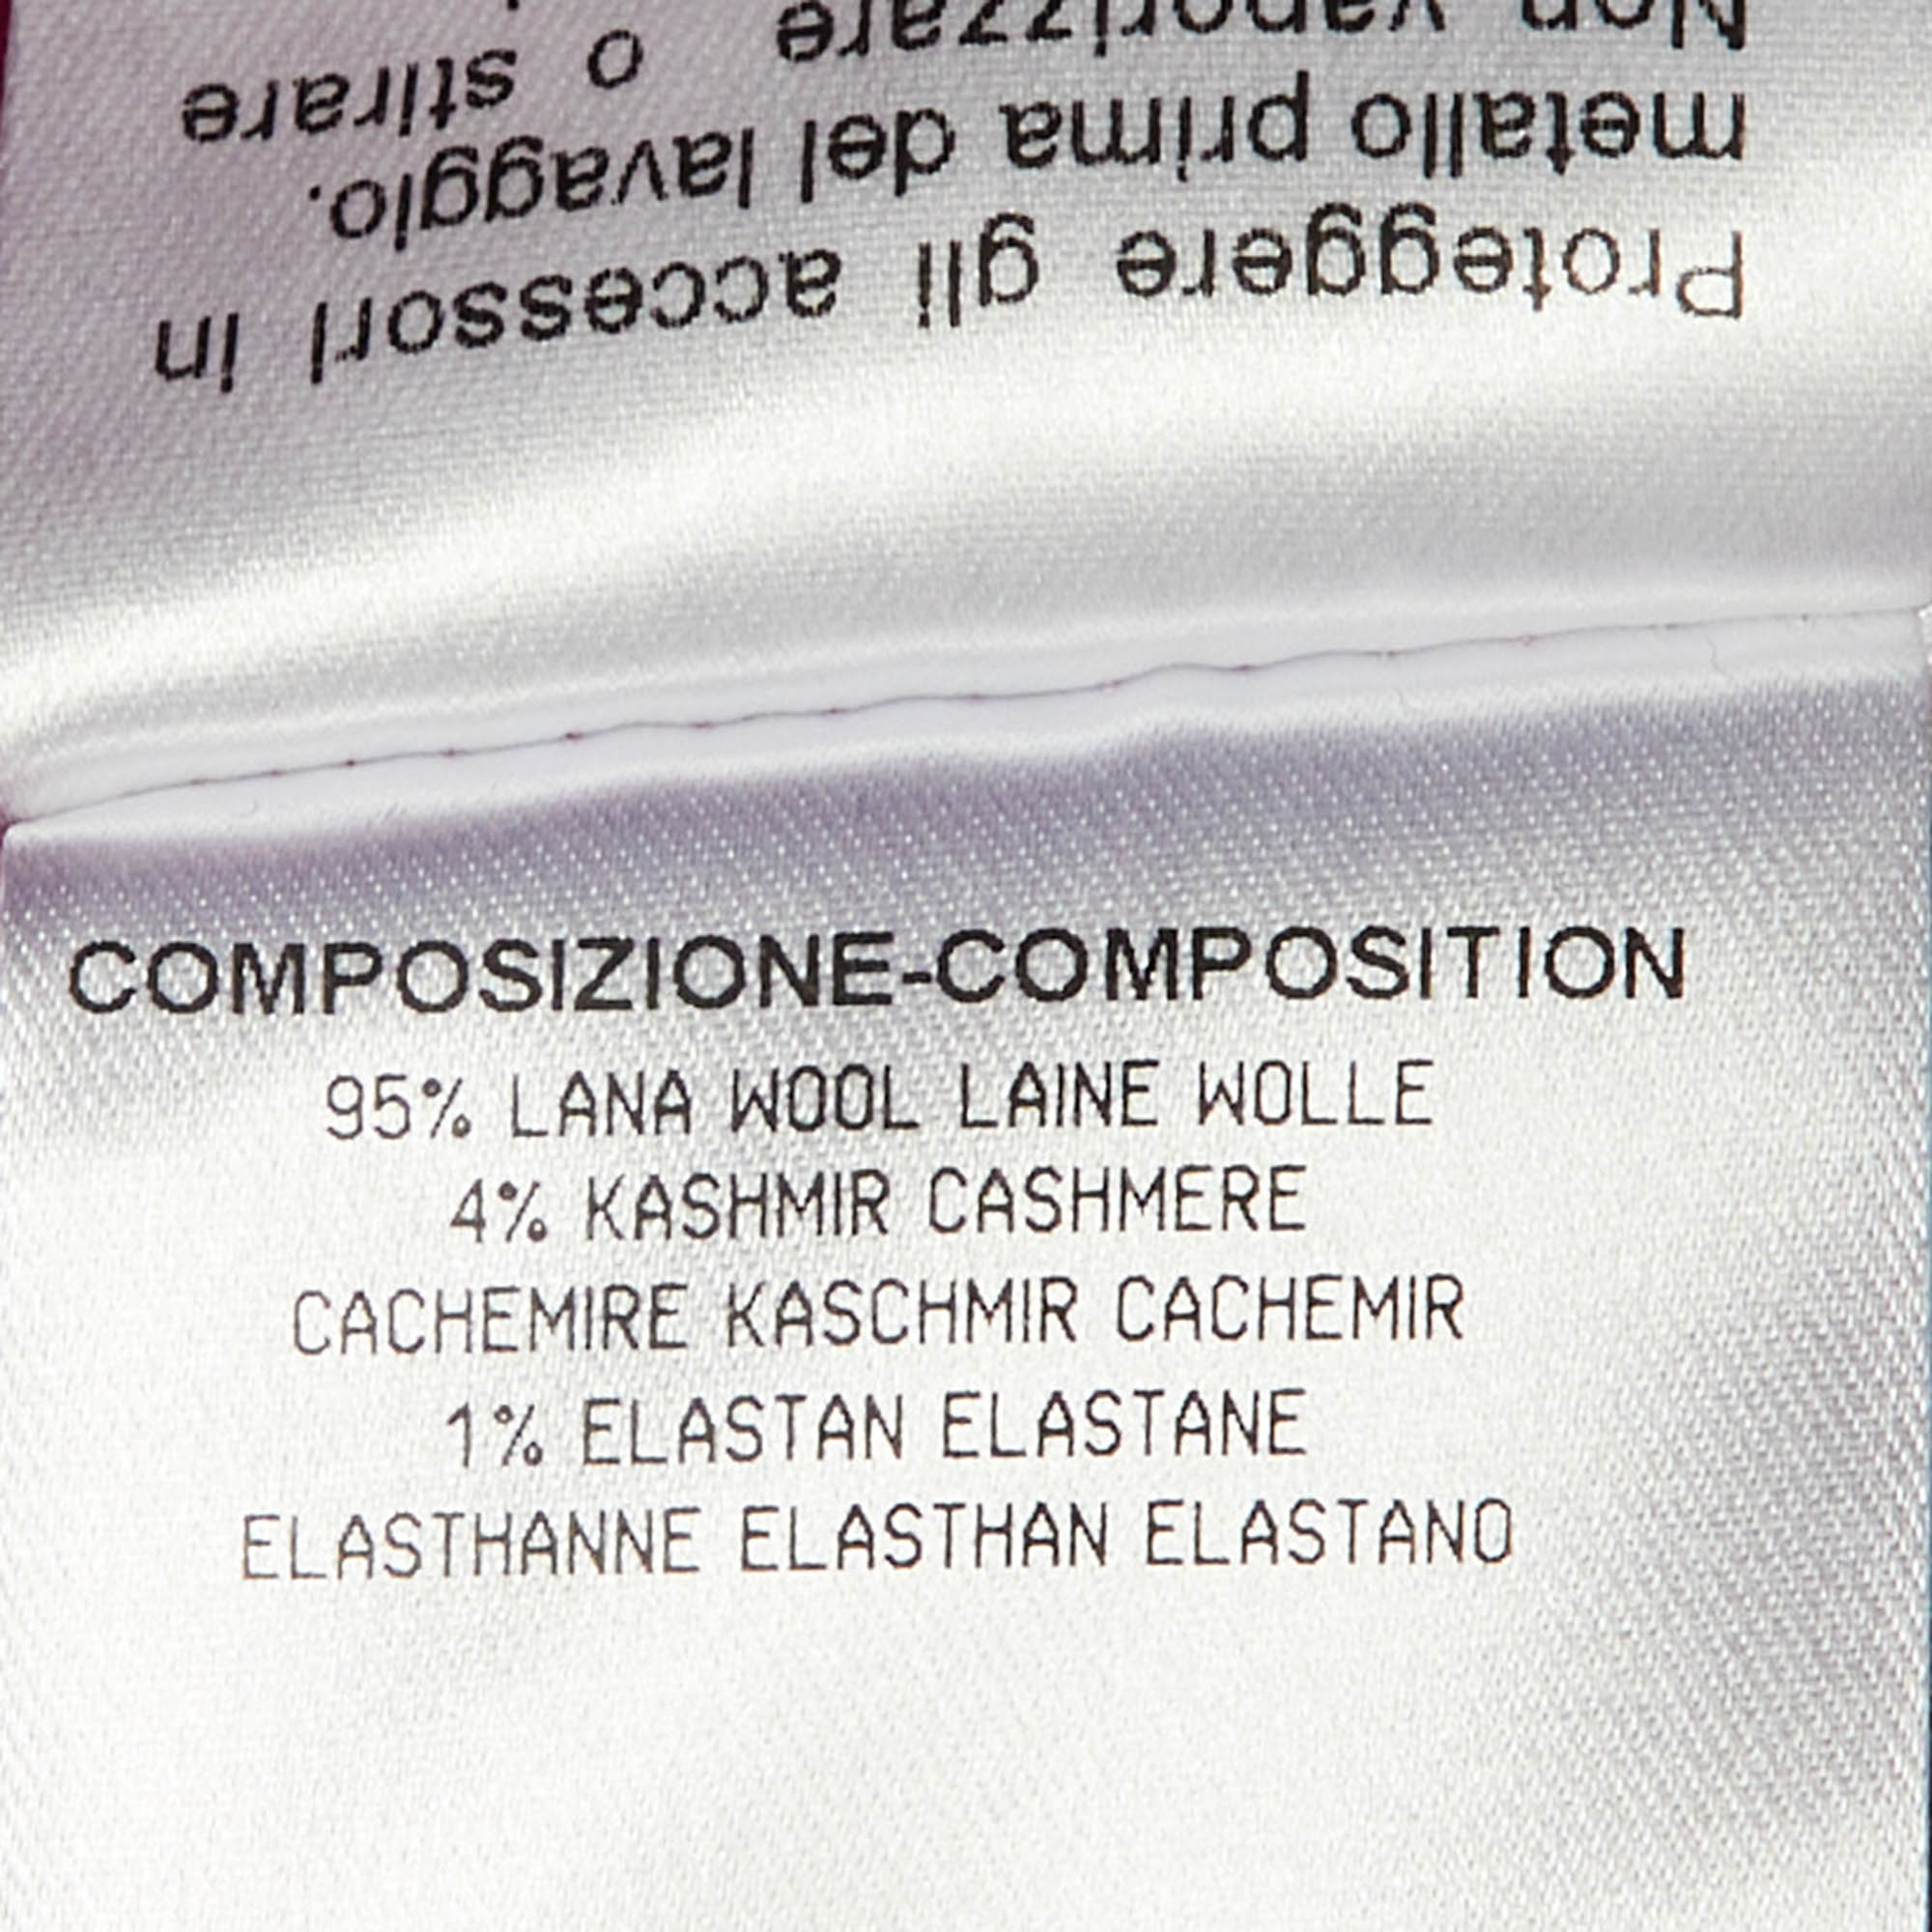 COMPOSIZIONE-COMPOSITION
95% LANA WOOL LAINE WOLLE
4% KASHMIR CASHMERE
CACHEMIRE KASCHMIR CACHEMIR
1% ELASTAN ELASTANE
ELASTHANNE ELASTHAN ELASTANO
Proteggere gli accessori in
metallo prima del lavaggio.
Non vaporizzare o stirare